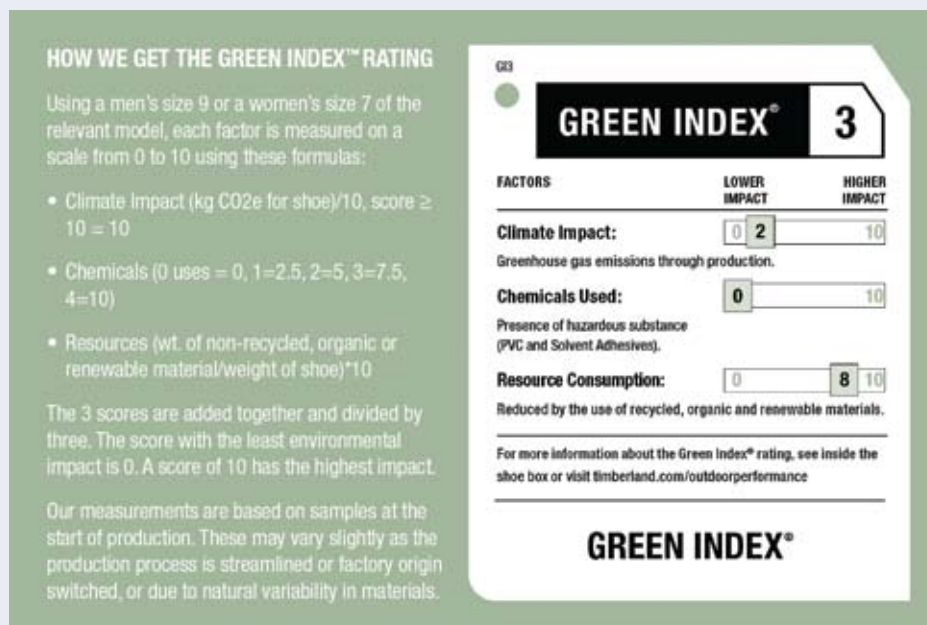 HOW WE GET THE GREEN INDEX™ RATING
Using a men's size 9 or a women's size 7 of the
relevant model, each factor is measured on a
scale from 0 to 10 using these formulas:
• Climate Impact (kg CO2e for shoe)/10, score ≥
10 = 10
• Chemicals (0 uses = 0, 1=2.5, 2=5, 3=7.5,
4=10)
• Resources (wt. of non-recycled, organic or
renewable material/weight of shoe)*10
The 3 scores are added together and divided by
three. The score with the least environmental
impact is 0. A score of 10 has the highest impact.
Our measurements are based on samples at the
start of production. These may vary slightly as the
production process is streamlined or factory origin
switched, or due to natural variability in materials.
GI3
GREEN INDEX® 3
FACTORS LOWER IMPACT HIGHER IMPACT
Climate Impact: 0 2 10
Greenhouse gas emissions through production.
Chemicals Used: 0 10
Presence of hazardous substance
(PVC and Solvent Adhesives).
Resource Consumption: 0 8 10
Reduced by the use of recycled, organic and renewable materials.
For more information about the Green Index® rating, see inside the
shoe box or visit timberland.com/outdoorperformance
GREEN INDEX®